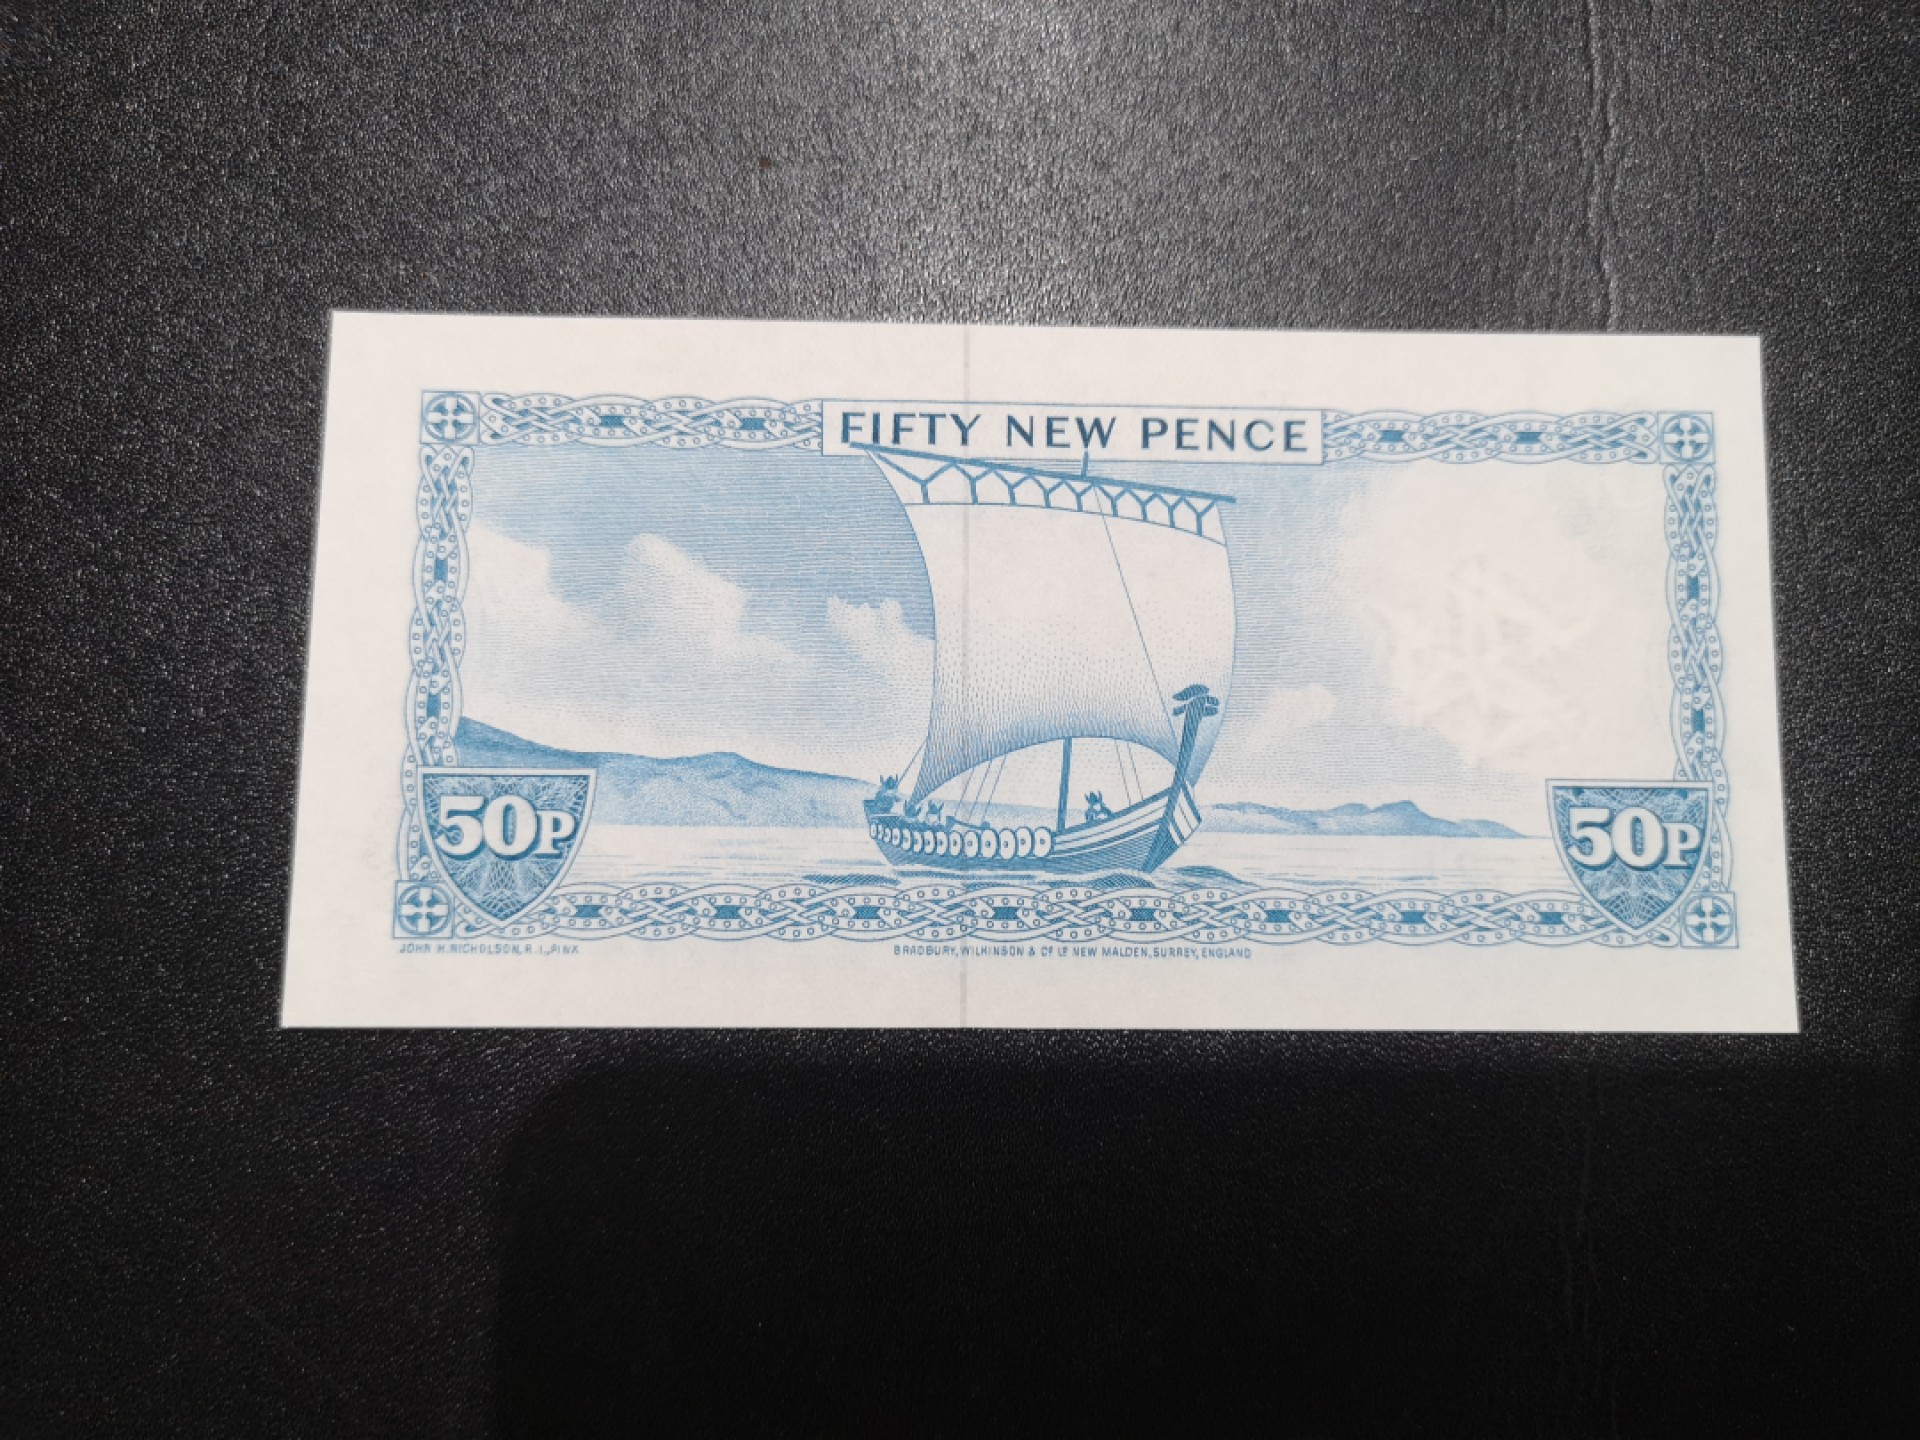 FIFTY NEW PENCE
50P
50P
JOHN H. NICHOLSON, R.I., PINX
BRADBURY, WILKINSON & Cº Lº NEW MALDEN, SURREY, ENGLAND